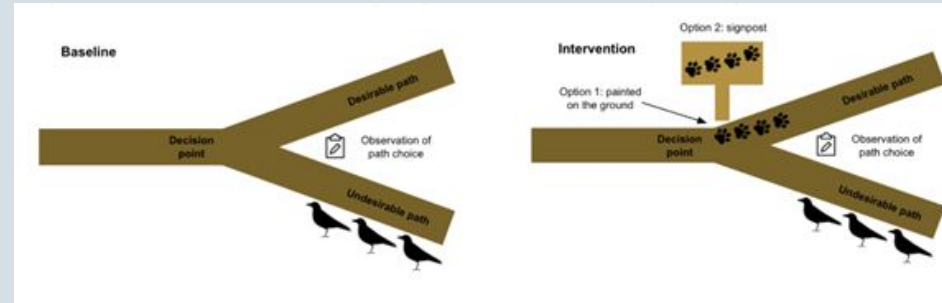 Baseline
Desirable path
Decision
point
Observation of
path choice
Undesirable path
Option 2: signpost
Intervention
Option 1: painted
on the ground
Desirable path
Decision
point
Observation of
path choice
Undesirable path